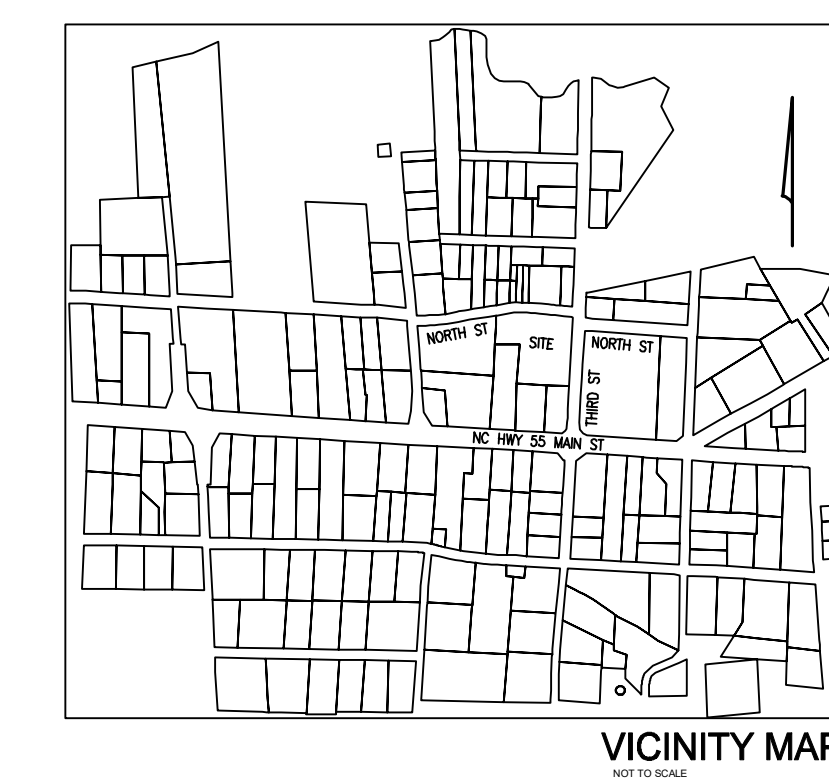 NORTH ST
SITE
NORTH ST
THIRD ST
NC HWY 55 MAIN ST
VICINITY MAP
NOT TO SCALE